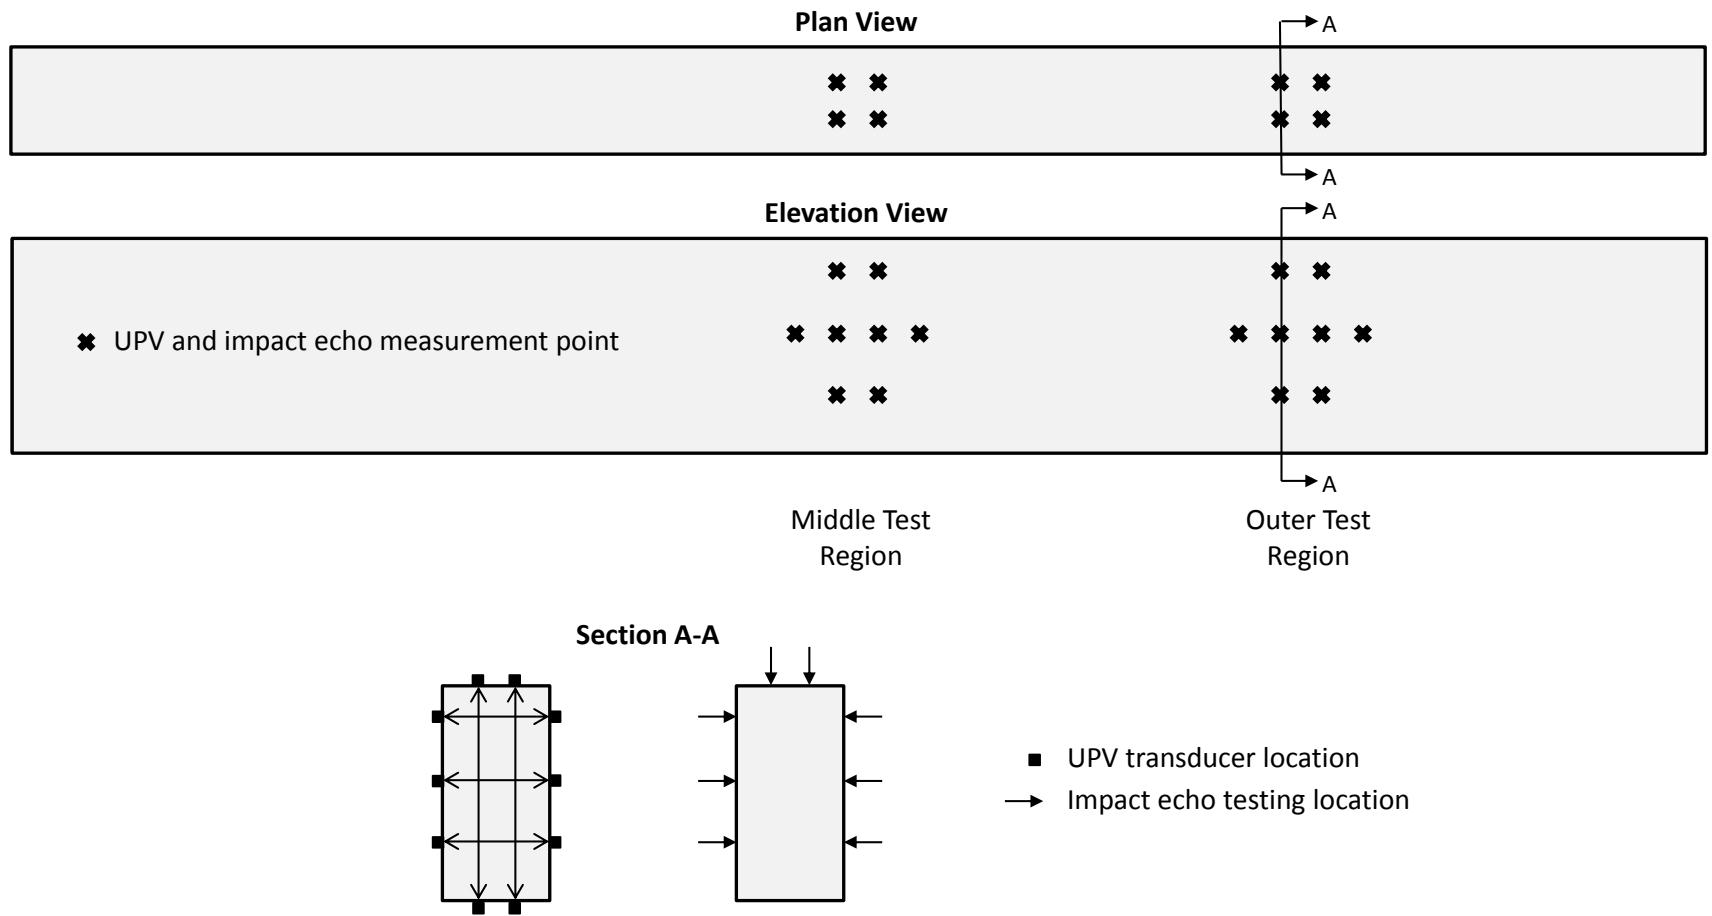 Plan View
A
A
Elevation View
A
UPV and impact echo measurement point
A
Middle Test
Region
Outer Test
Region
Section A-A
UPV transducer location
Impact echo testing location